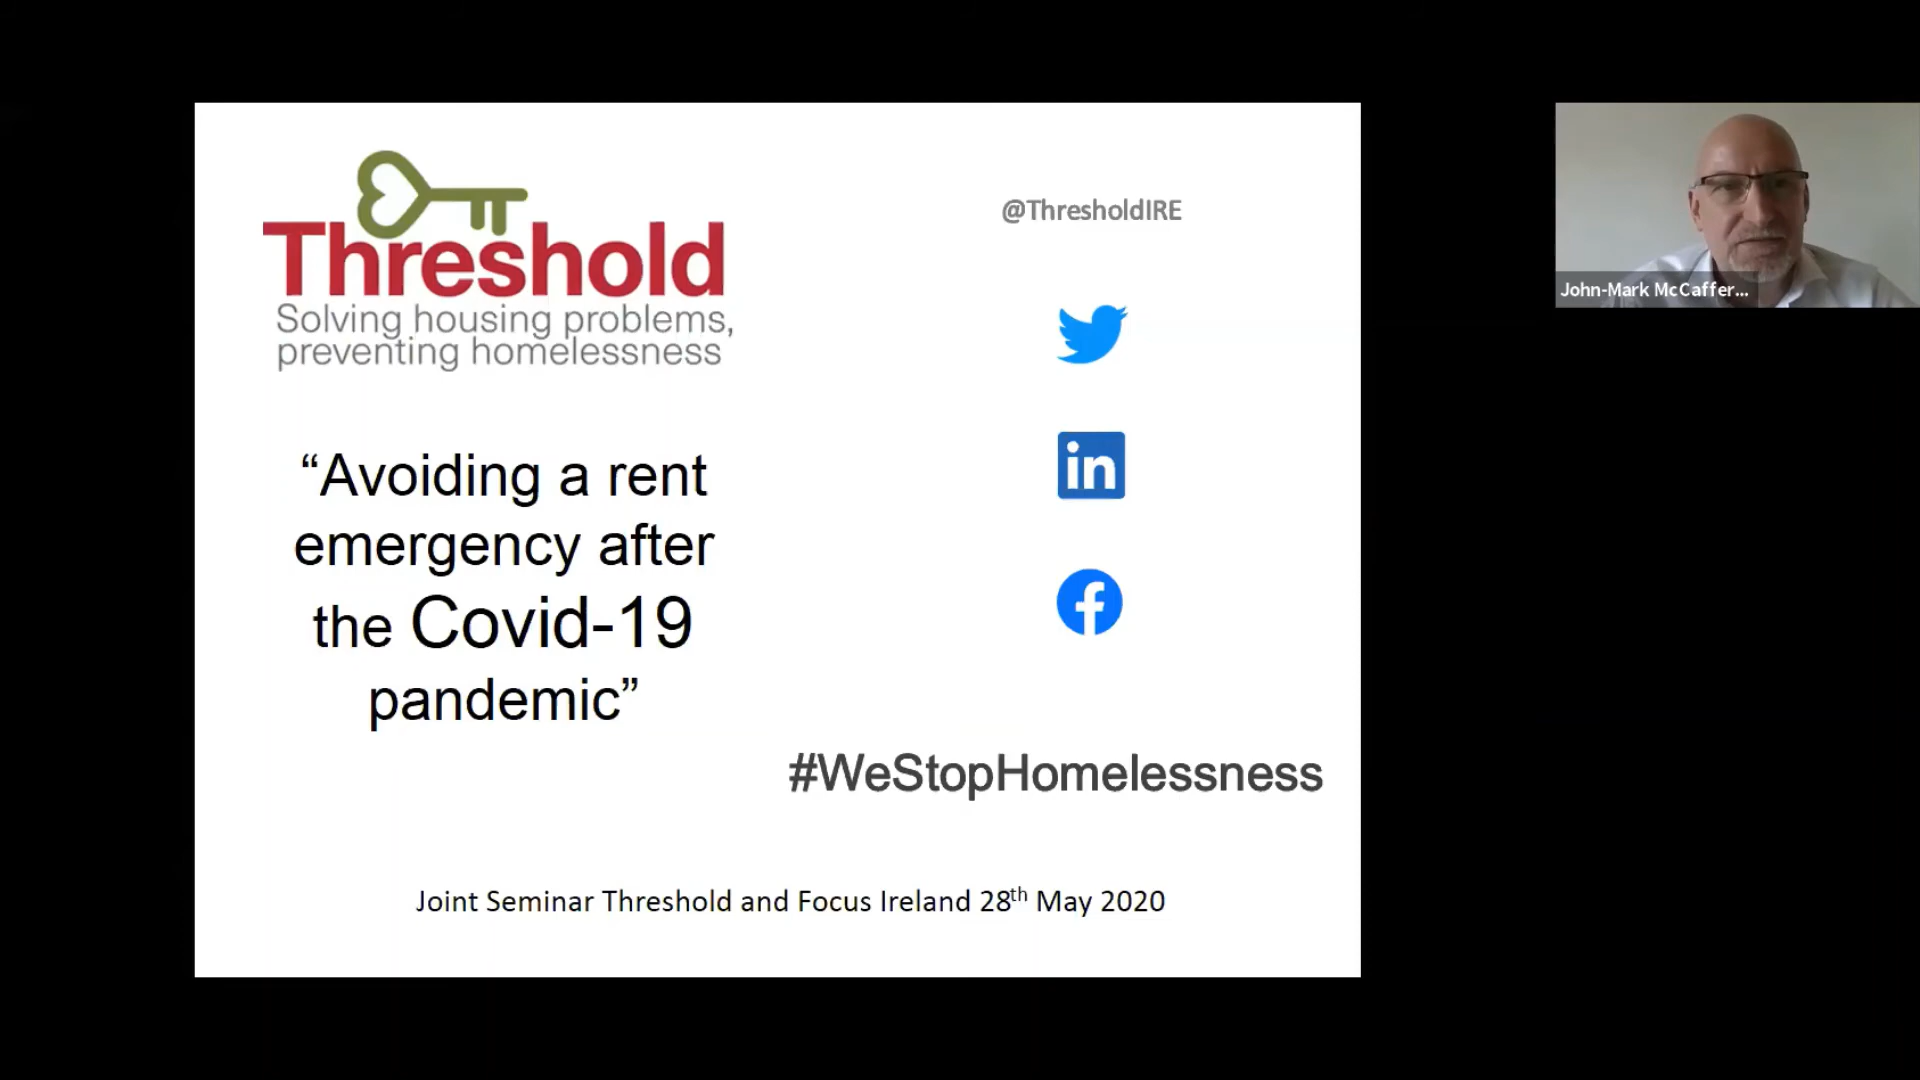 Threshold
Solving housing problems,
preventing homelessness
“Avoiding a rent
emergency after
the Covid-19
pandemic”
@ThresholdIRE
in
f
#WeStopHomelessness
Joint Seminar Threshold and Focus Ireland 28th May 2020
John-Mark McCaffer...